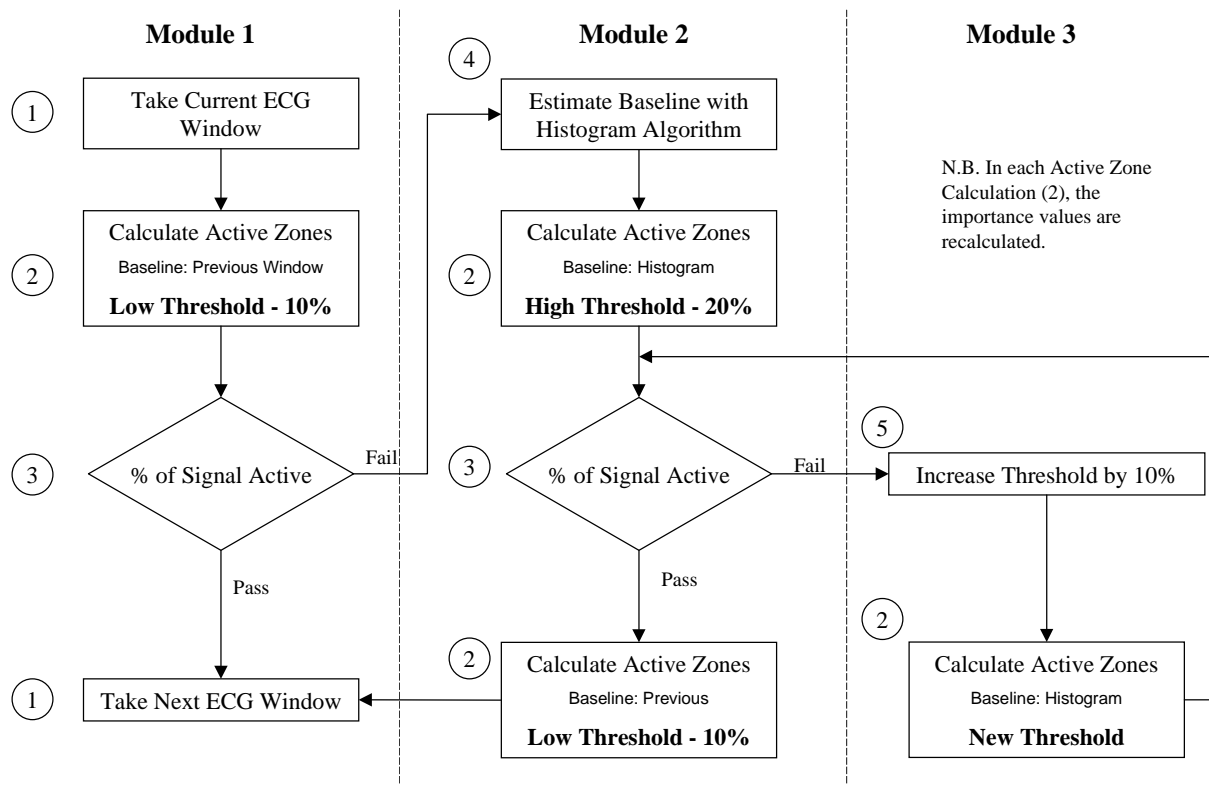 Module 1
1
Take Current ECG
Window
2
Calculate Active Zones
Baseline: Previous Window
Low Threshold - 10%
3
% of Signal Active
Fail
Pass
1
Take Next ECG Window
Module 2
4
Estimate Baseline with
Histogram Algorithm
2
Calculate Active Zones
Baseline: Histogram
High Threshold - 20%
3
% of Signal Active
Fail
Pass
2
Calculate Active Zones
Baseline: Previous
Low Threshold - 10%
Module 3
N.B. In each Active Zone
Calculation (2), the
importance values are
recalculated.
5
Increase Threshold by 10%
2
Calculate Active Zones
Baseline: Histogram
New Threshold